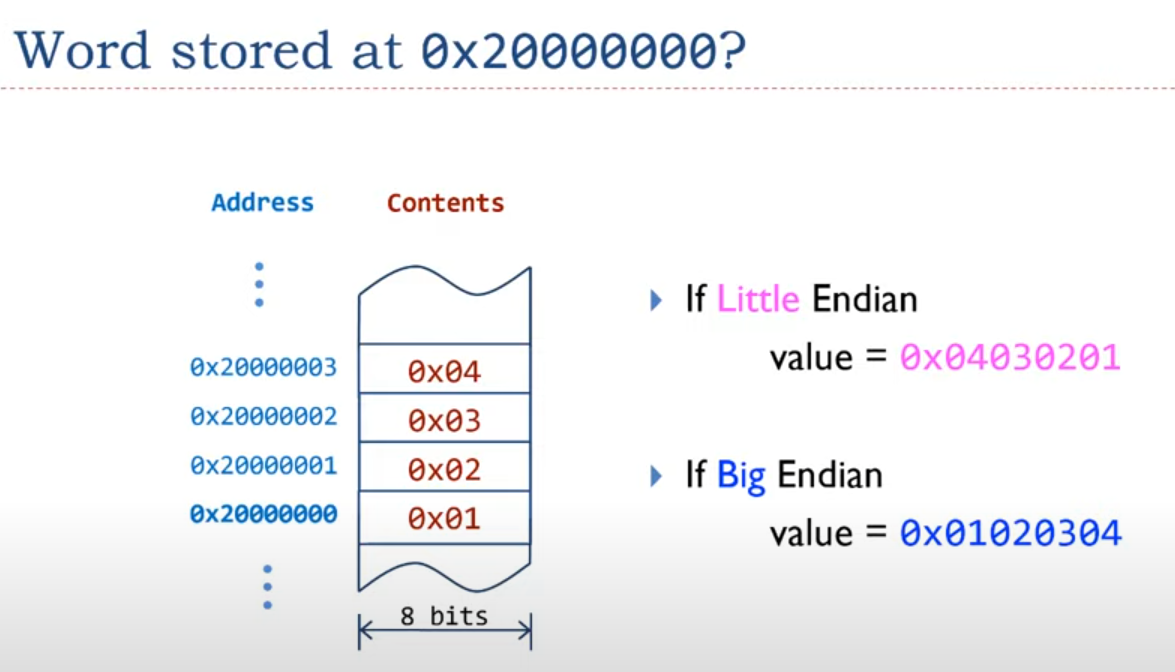 Word stored at 0x20000000?
Address Contents
0x20000003 0x04
0x20000002 0x03
0x20000001 0x02
0x20000000 0x01
8 bits
If Little Endian
value = 0x04030201
If Big Endian
value = 0x01020304